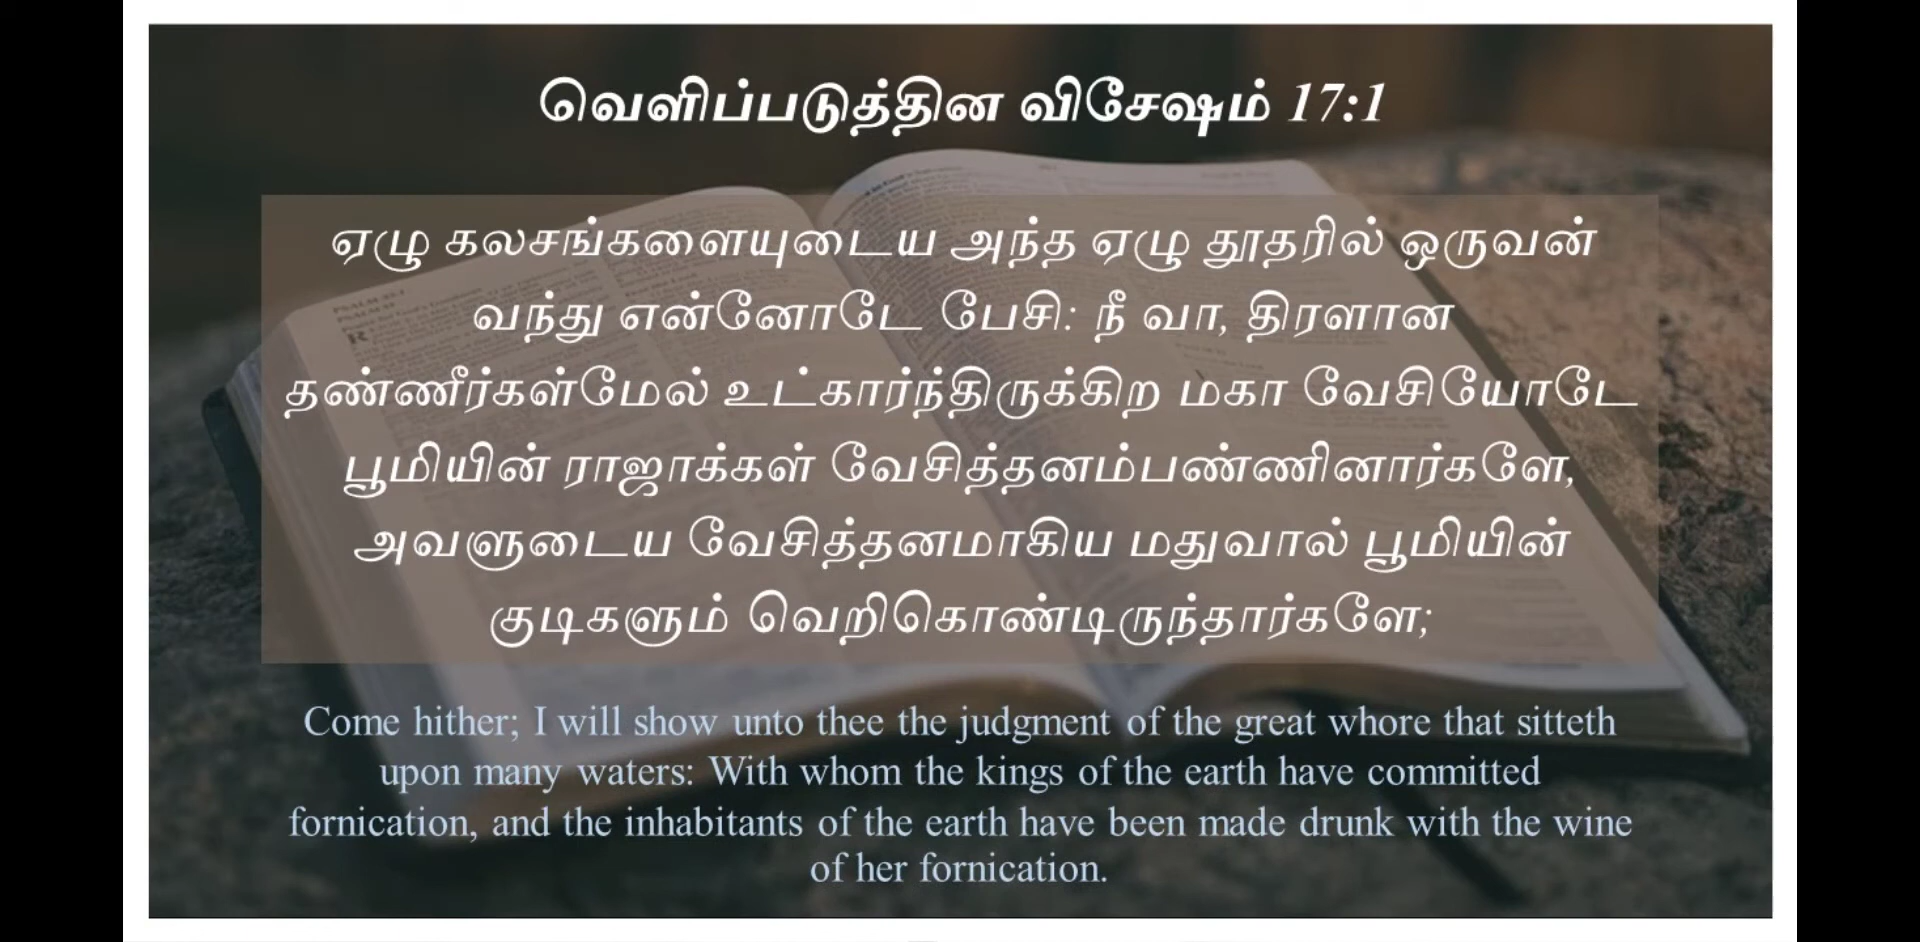 வெளிப்படுத்தின விசேஷம் 17:1
ஏழு கலசங்களையுடைய அந்த ஏழு தூதரில் ஒருவன்
வந்து என்னோடே பேசி: நீ வா, திரளான
தண்ணீர்கள்மேல் உட்கார்ந்திருக்கிற மகா வேசியோடே
பூமியின் ராஜாக்கள் வேசித்தனம்பண்ணினார்களே,
அவளுடைய வேசித்தனமாகிய மதுவால் பூமியின்
குடிகளும் வெறிகொண்டிருந்தார்களே;
Come hither; I will show unto thee the judgment of the great whore that sitteth
upon many waters: With whom the kings of the earth have committed
fornication, and the inhabitants of the earth have been made drunk with the wine
of her fornication.